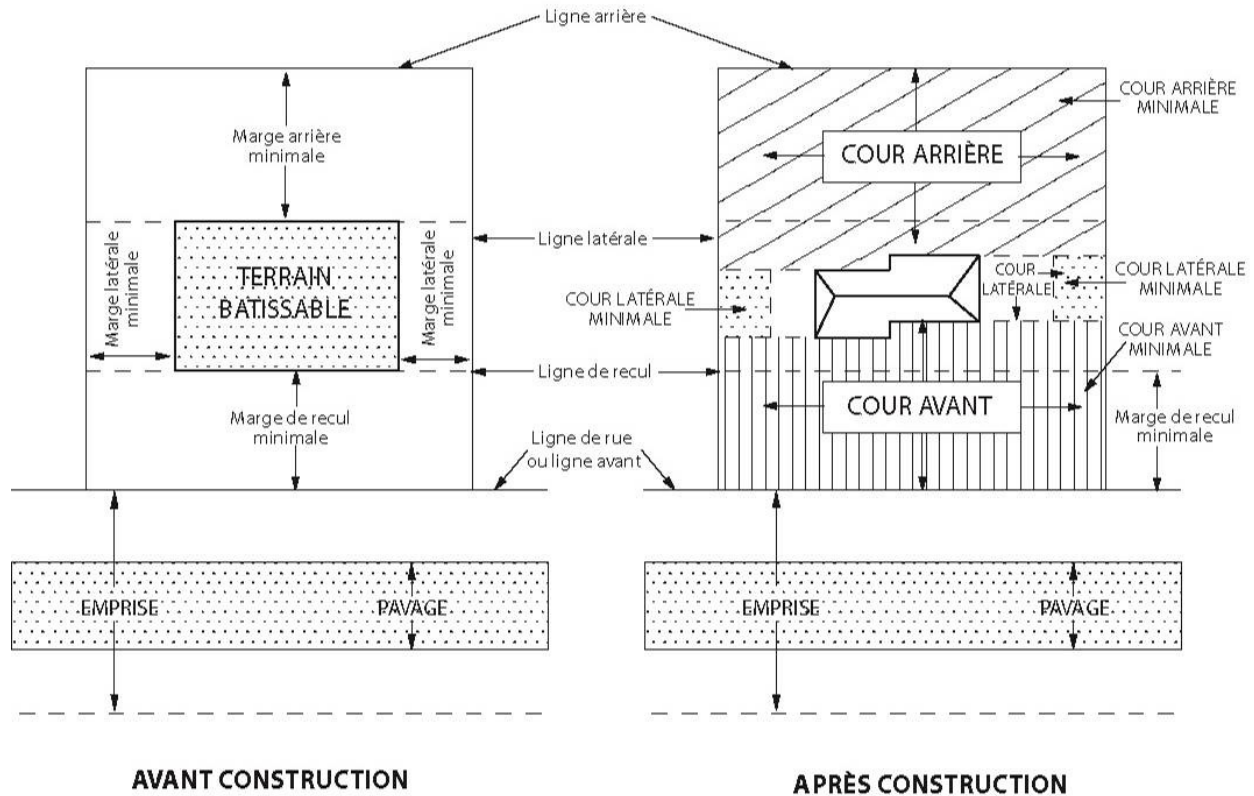 Ligne arrière
Marge arrière
minimale
COUR ARRIÈRE
MINIMALE
COUR ARRIÈRE
Marge latérale
minimale
TERRAIN
BATISSABLE
Marge latérale
minimale
Ligne latérale
COUR LATÉRALE
MINIMALE
COUR
LATÉRALE
COUR LATÉRALE
MINIMALE
COUR AVANT
MINIMALE
Ligne de recul
Marge de recul
minimale
COUR AVANT
Marge de recul
minimale
Ligne de rue
ou ligne avant
EMPRISE
PAVAGE
EMPRISE
PAVAGE
AVANT CONSTRUCTION
APRÈS CONSTRUCTION